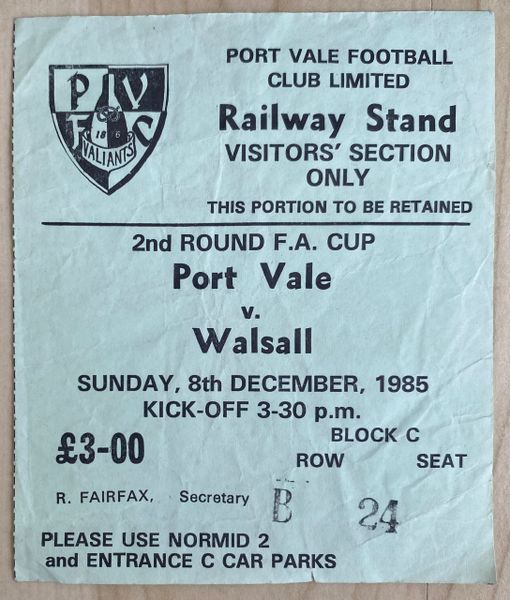 PORT VALE FOOTBALL
CLUB LIMITED
P V
F C
1876
VALIANTS
Railway Stand
VISITORS' SECTION
ONLY
THIS PORTION TO BE RETAINED
2nd ROUND F.A. CUP
Port Vale
v.
Walsall
SUNDAY, 8th DECEMBER, 1985
KICK-OFF 3-30 p.m.
BLOCK C
£3-00
ROW SEAT
R. FAIRFAX, Secretary
B 24
PLEASE USE NORMID 2
and ENTRANCE C CAR PARKS